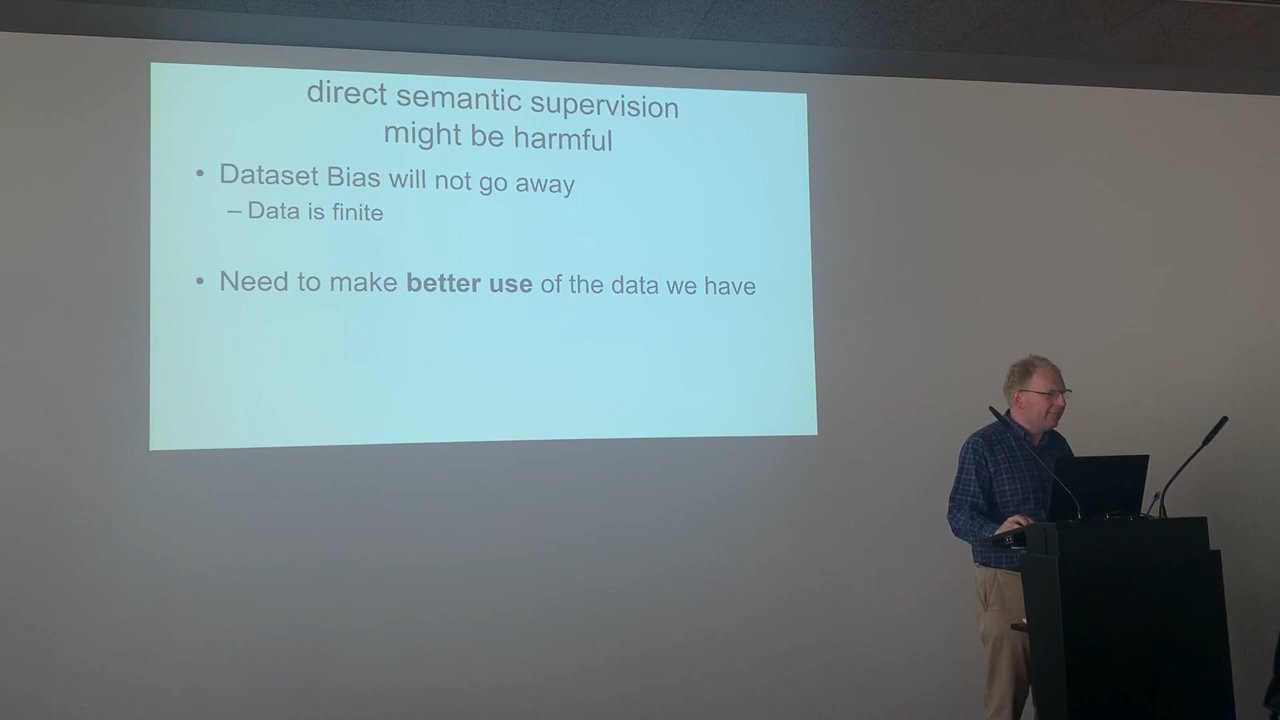 direct semantic supervision
might be harmful
• Dataset Bias will not go away
– Data is finite
• Need to make better use of the data we have